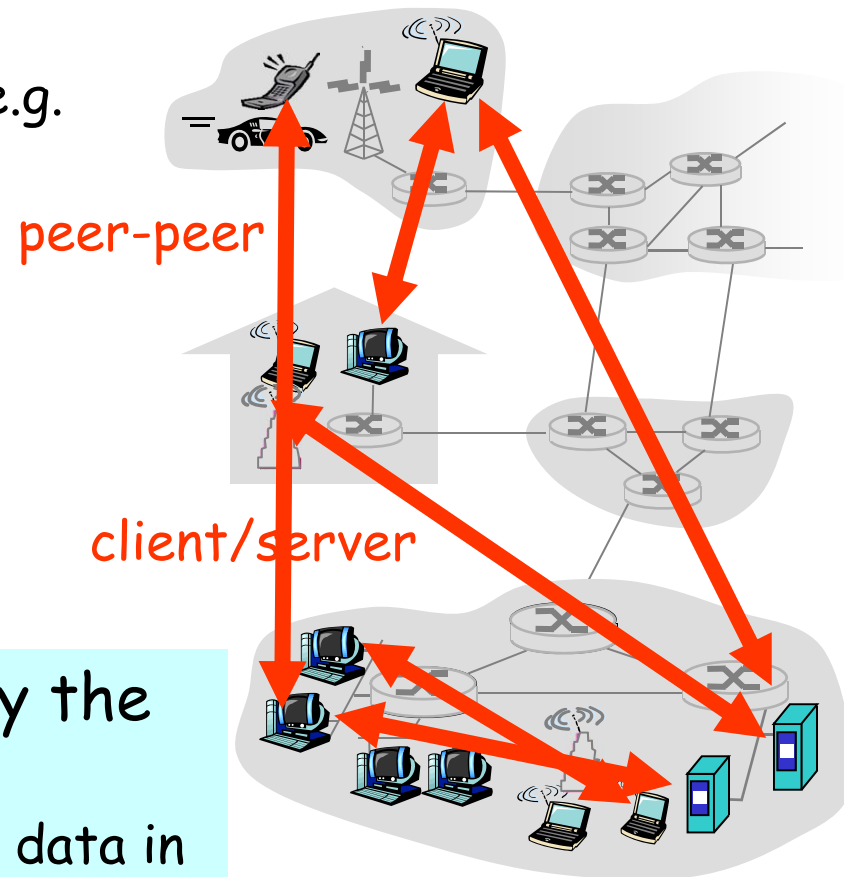 e.g.
peer-peer
client/server
y the
data in